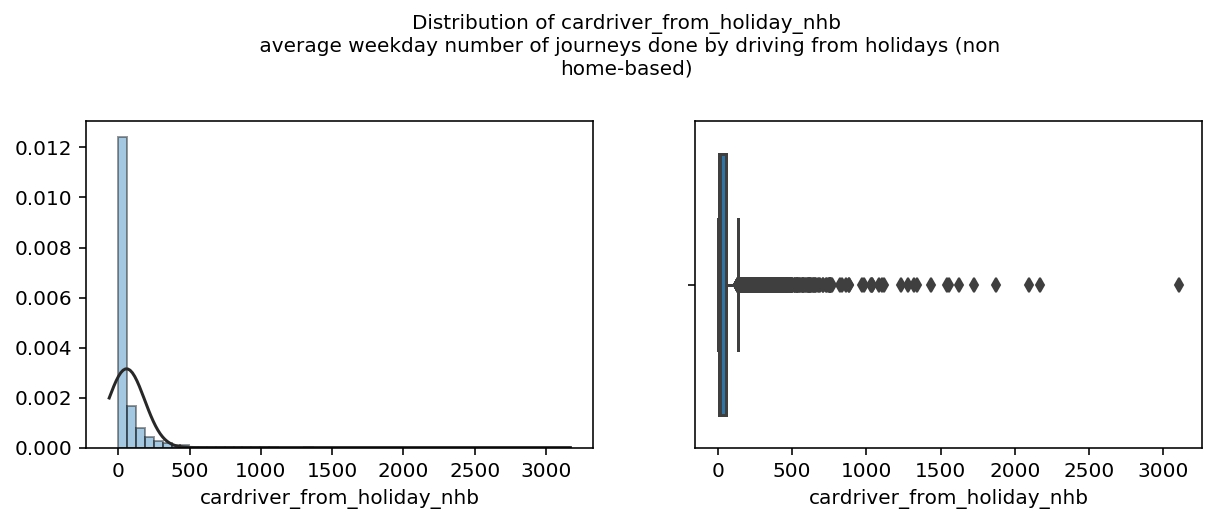 Distribution of cardriver_from_holiday_nhb
average weekday number of journeys done by driving from holidays (non
home-based)
0.012
0.010
0.008
0.006
0.004
0.002
0.000
0 500 1000 1500 2000 2500 3000
cardriver_from_holiday_nhb
0 500 1000 1500 2000 2500 3000
cardriver_from_holiday_nhb